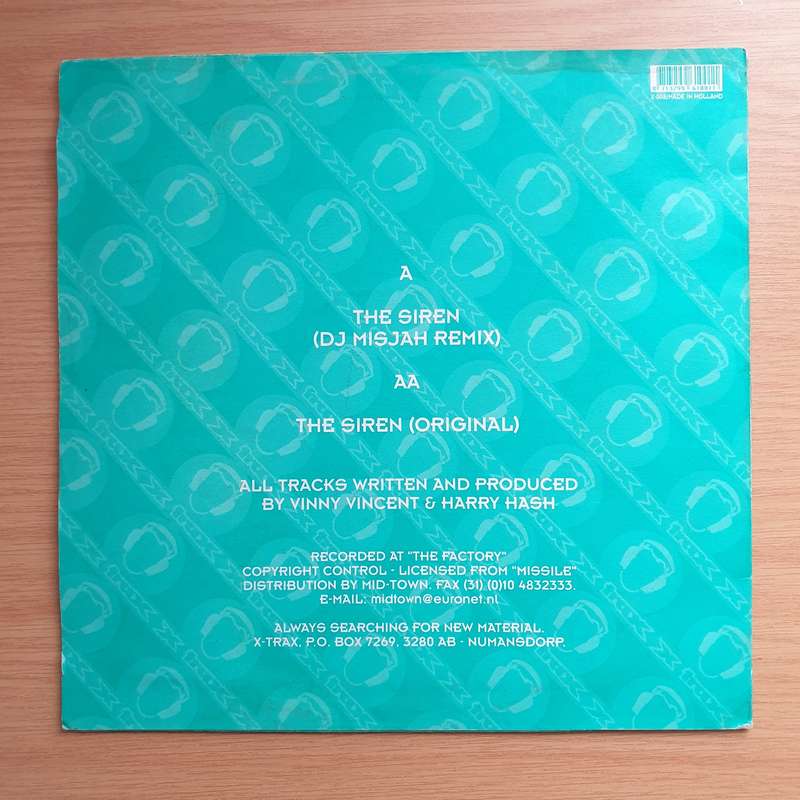 MADE IN HOLLAND
A
THE SIREN
(DJ MISJAH REMIX)
AA
THE SIREN (ORIGINAL)
ALL TRACKS WRITTEN AND PRODUCED
BY VINNY VINCENT & HARRY HASH
RECORDED AT "THE FACTORY"
COPYRIGHT CONTROL - LICENSED FROM "MISSILE"
DISTRIBUTION BY MID-TOWN. FAX (31) (0)10 4832333.
E-MAIL: midtown@euronet.nl
ALWAYS SEARCHING FOR NEW MATERIAL.
X-TRAX. P.O. BOX 7269. 3280 AB - NUMANSDORP.